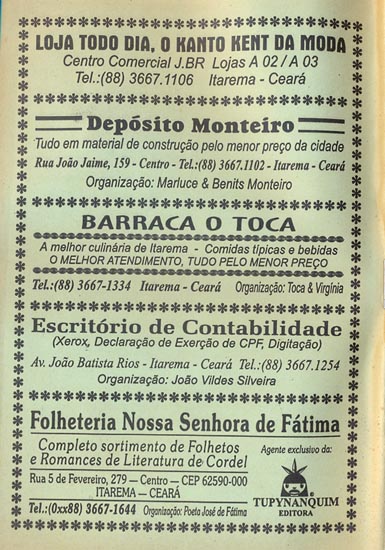 LOJA TODO DIA, O KANTO KENT DA MODA
Centro Comercial J.BR Lojas A 02 / A 03
Tel.:(88) 3667.1106 Itarema - Ceará
Depósito Monteiro
Tudo em material de construção pelo menor preço da cidade
Rua João Jaime, 159 - Centro - Tel.:(88) 3667.1102 - Itarema - Ceará
Organização: Marluce & Benits Monteiro
BARRACA O TOCA
A melhor culinária de Itarema - Comidas típicas e bebidas
O MELHOR ATENDIMENTO, TUDO PELO MENOR PREÇO
Tel.:(88) 3667-1334 Itarema - Ceará Organização: Toca & Virgínia
Escritório de Contabilidade
(Xerox, Declaração de Exerção de CPF, Digitação)
Av. João Batista Rios - Itarema - Ceará Tel.:(88) 3667.1254
Organização: João Vildes Silveira
Folheteria Nossa Senhora de Fátima
Completo sortimento de Folhetos
e Romances de Literatura de Cordel
Rua 5 de Fevereiro, 279 — Centro — CEP 62590-000
ITAREMA — CEARÁ
Tel.:(0xx88) 3667-1644 Organização: Poeta José de Fátima
Agente exclusivo da:
TUPYNANQUIM
EDITORA